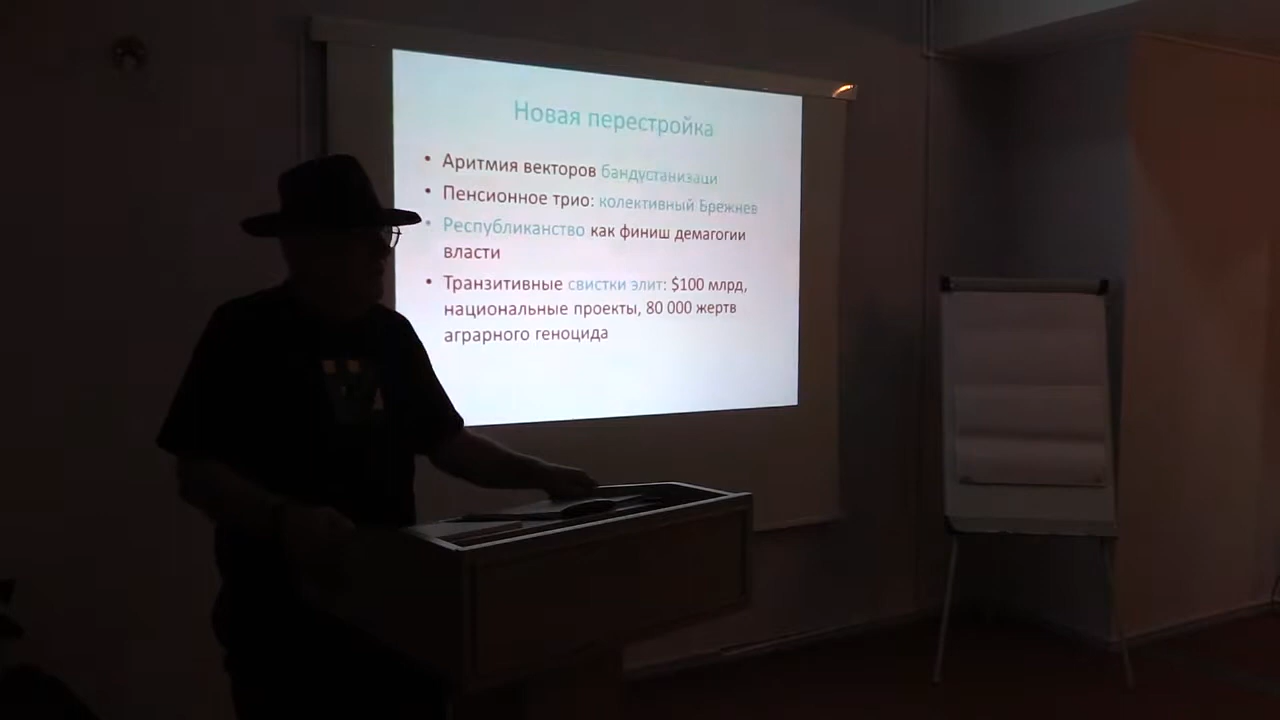 Новая перестройка
• Аритмия векторов бандустанизаци
• Пенсионное трио: колективный Брежнев
• Республиканство как финиш демагогии
власти
• Транзитивные свистки элит: $100 млрд,
национальные проекты, 80 000 жертв
аграрного геноцида